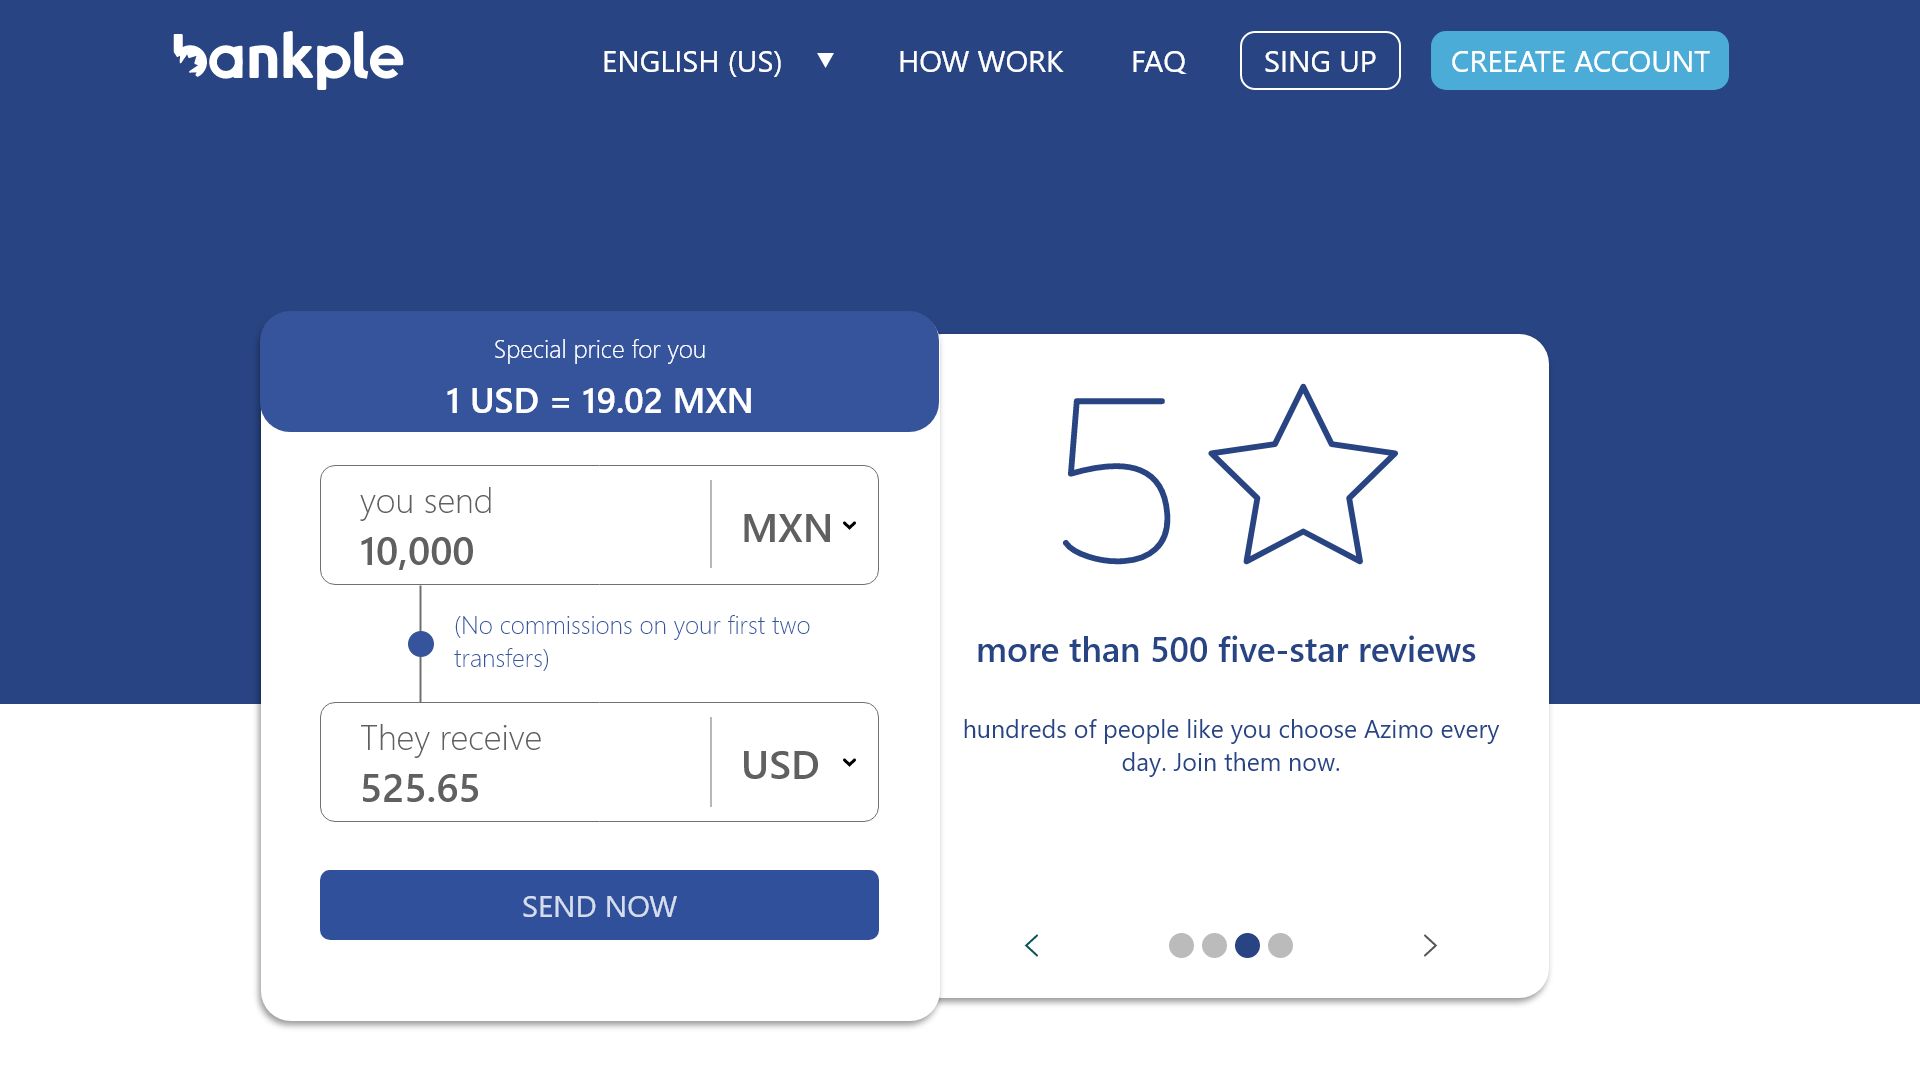 bankple
ENGLISH (US)
HOW WORK
FAQ
SING UP
CREEATE ACCOUNT
Special price for you
1 USD = 19.02 MXN
you send
10,000
MXN
(No commissions on your first two
transfers)
They receive
525.65
USD
SEND NOW
5
more than 500 five-star reviews
hundreds of people like you choose Azimo every
day. Join them now.